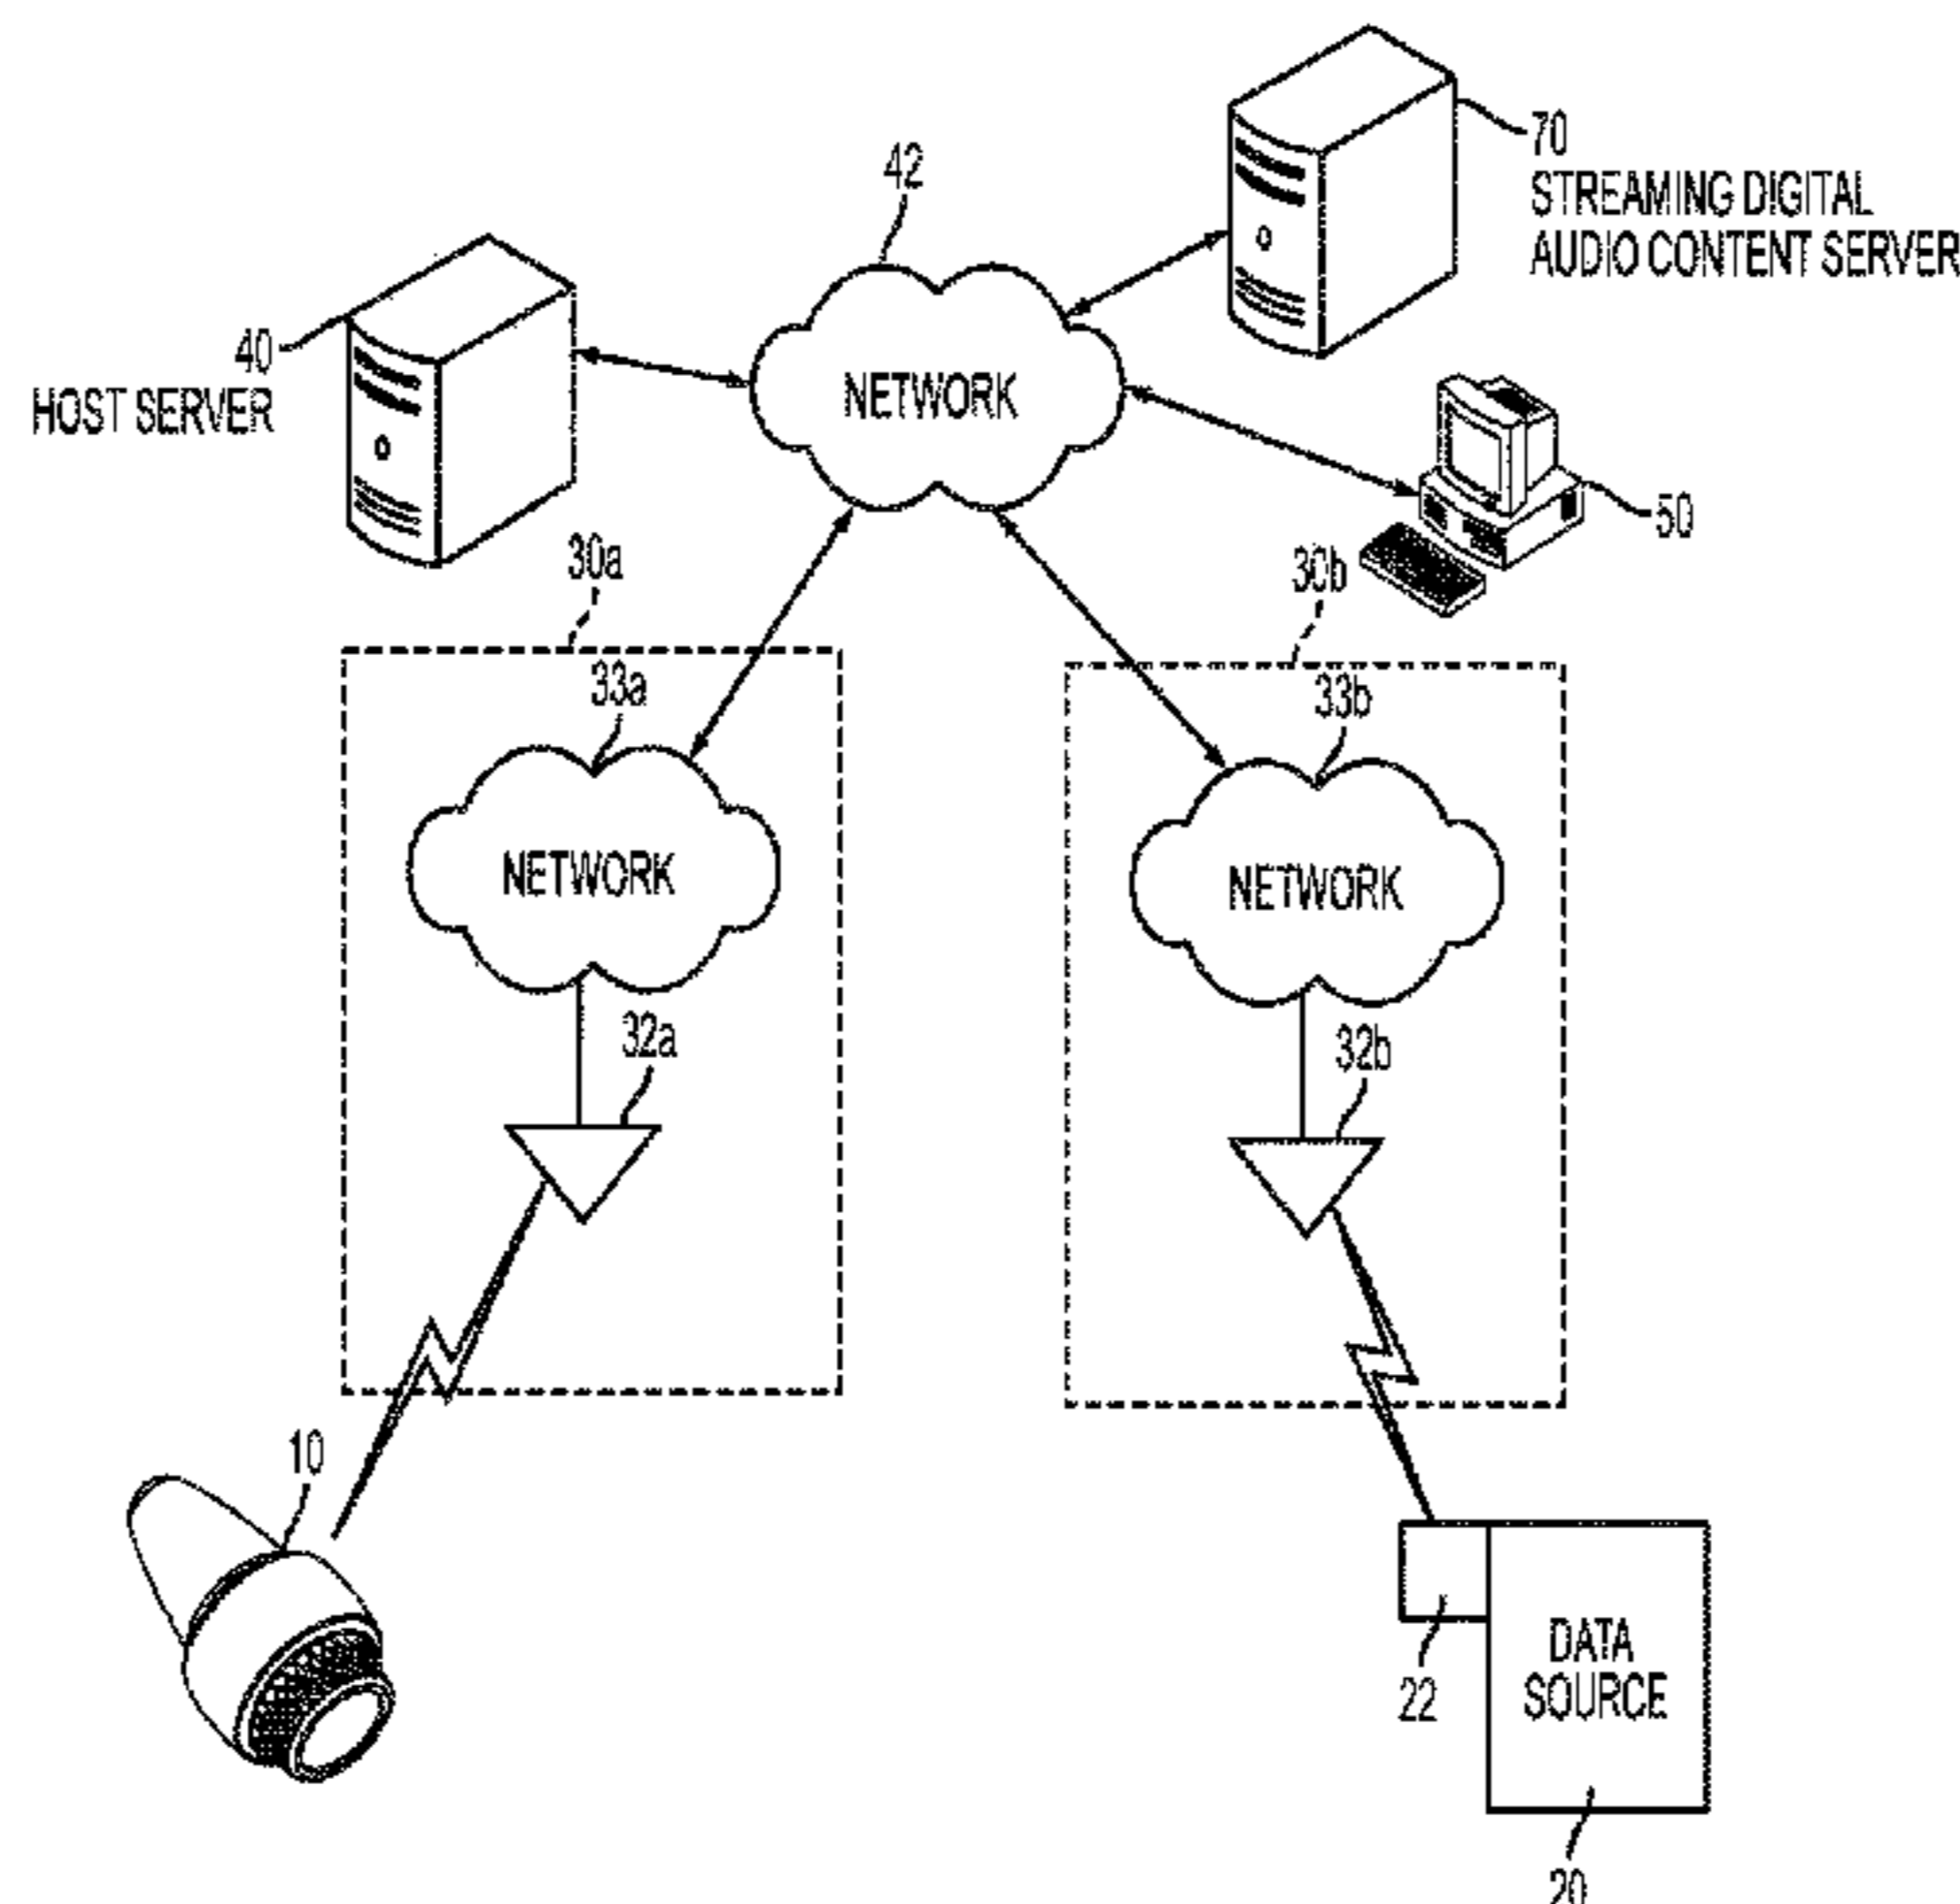 42
70
STREAMING DIGITAL
AUDIO CONTENT SERVER
40
HOST SERVER
NETWORK
50
30a
30b
33a
33b
NETWORK
NETWORK
32a
32b
10
22
DATA
SOURCE
20